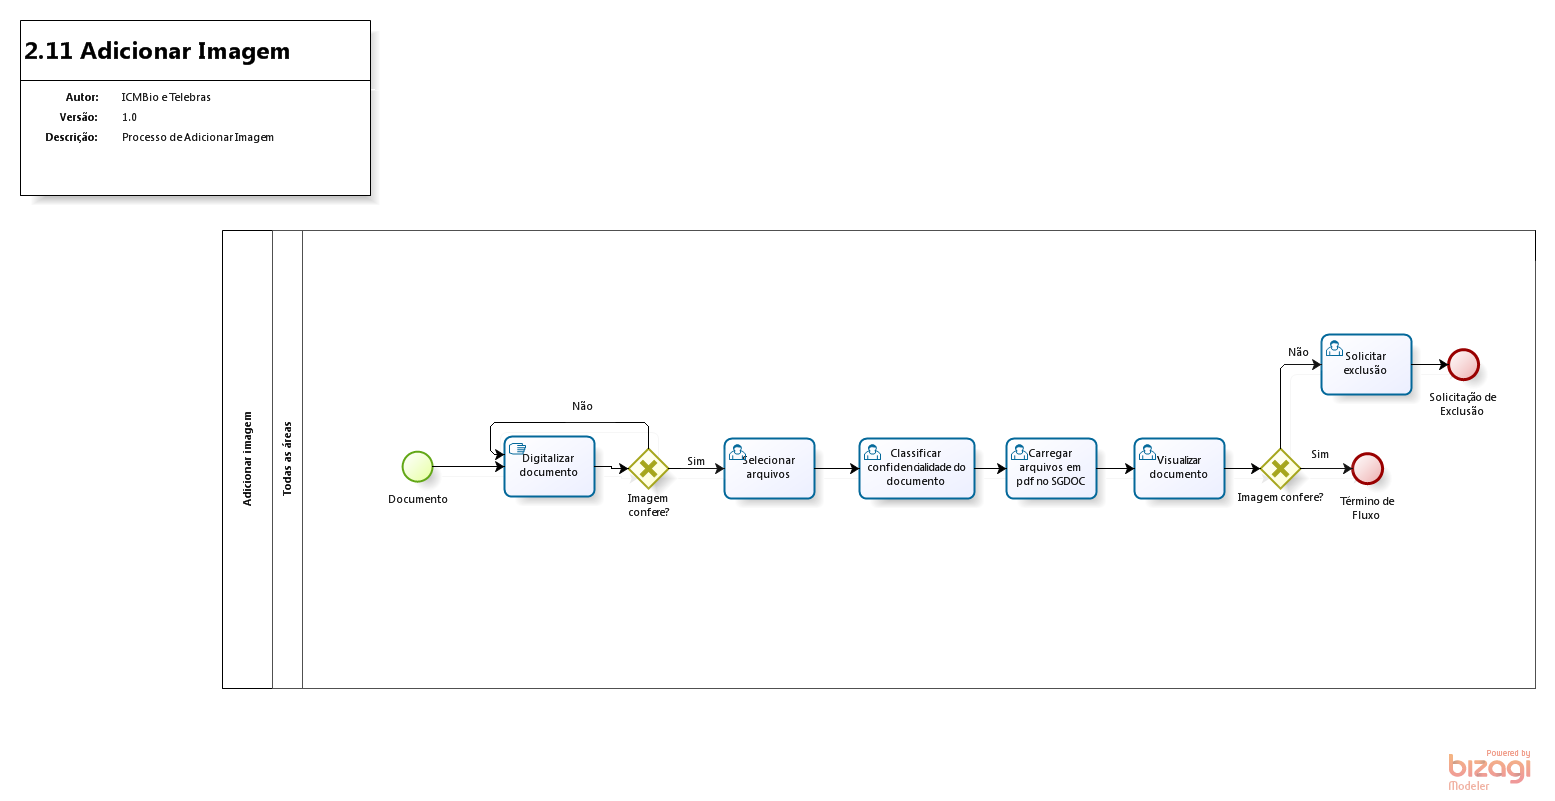 2.11 Adicionar Imagem
Autor: ICMBio e Telebras
Versão: 1.0
Descrição: Processo de Adicionar Imagem
Adicionar imagem
Todas as áreas
Documento
Não
Digitalizar
documento
Imagem
confere?
Sim
Selecionar
arquivos
Classificar
confidencialidade do
documento
Carregar
arquivos em
pdf no SGDOC
Visualizar
documento
Imagem confere?
Não
Solicitar
exclusão
Solicitação de
Exclusão
Sim
Término de
Fluxo
Powered by
bizagi
Modeler